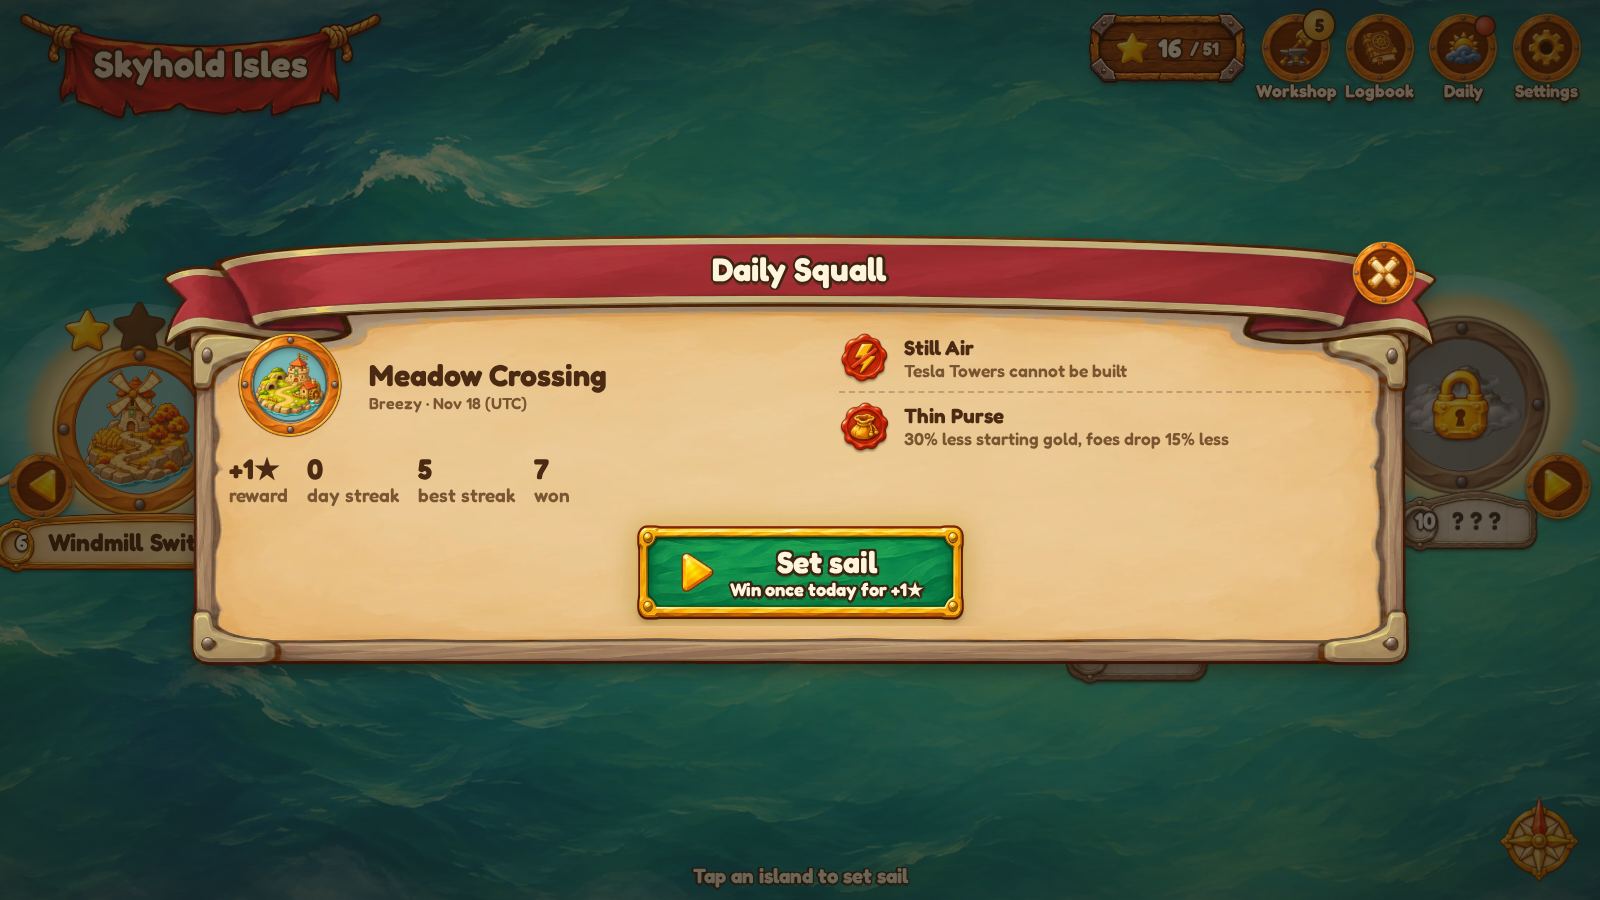 Skyhold Isles
16 / 51
5
Workshop
Logbook
Daily
Settings
Daily Squall
Meadow Crossing
Breezy · Nov 18 (UTC)
+1★
reward
0
day streak
5
best streak
7
won
Still Air
Tesla Towers cannot be built
Thin Purse
30% less starting gold, foes drop 15% less
6 Windmill Swit
10 ? ? ?
Set sail
Win once today for +1★
Tap an island to set sail